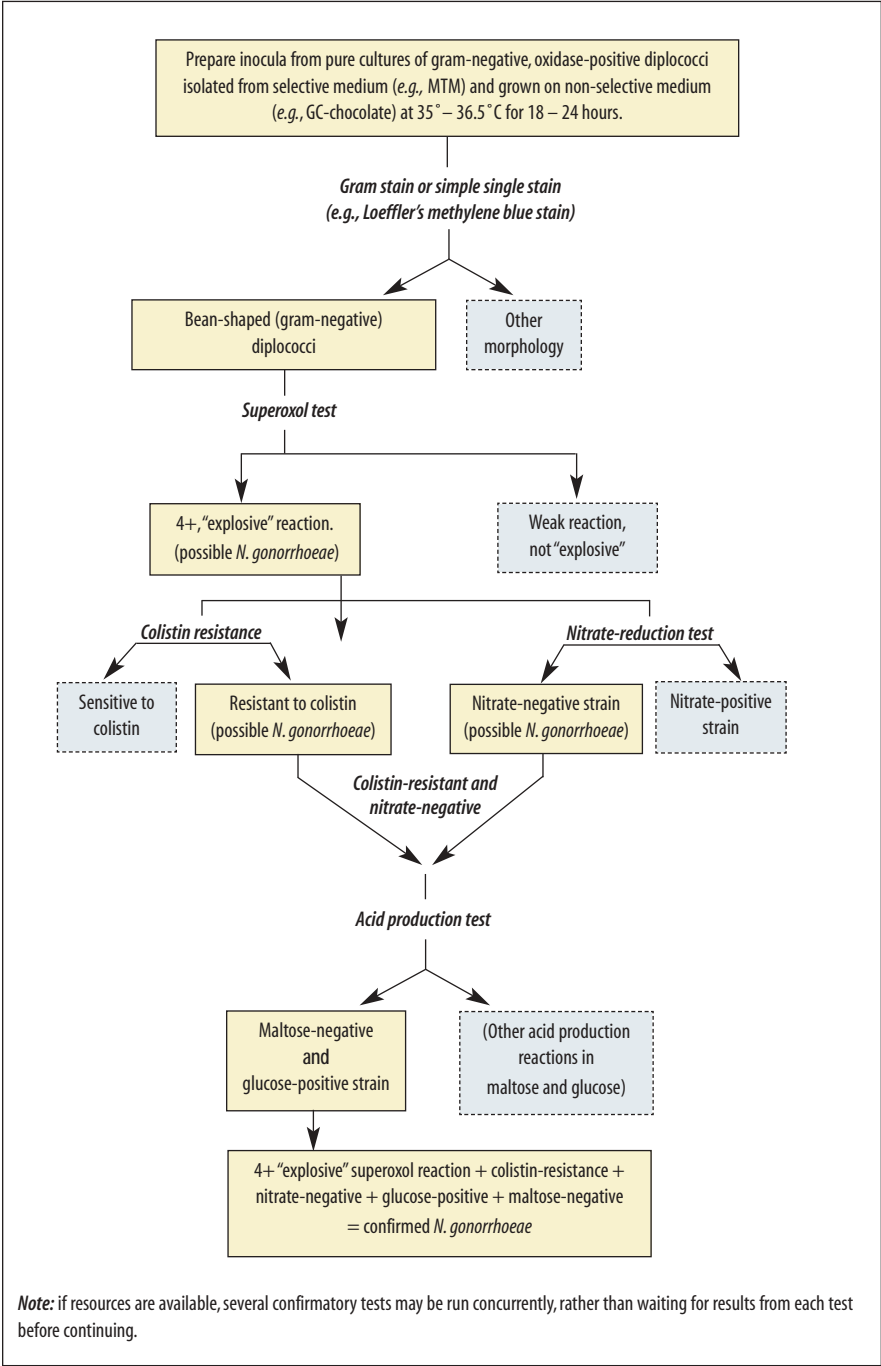 Prepare inocula from pure cultures of gram-negative, oxidase-positive diplococci
isolated from selective medium (e.g., MTM) and grown on non-selective medium
(e.g., GC-chocolate) at 35˚– 36.5˚C for 18 – 24 hours.
Gram stain or simple single stain
(e.g., Loeffler's methylene blue stain)
Bean-shaped (gram-negative)
diplococci
Other
morphology
Superoxol test
4+, “explosive” reaction.
(possible N. gonorrhoeae)
Weak reaction,
not “explosive”
Colistin resistance
Nitrate-reduction test
Sensitive to
colistin
Resistant to colistin
(possible N. gonorrhoeae)
Nitrate-negative strain
(possible N. gonorrhoeae)
Nitrate-positive
strain
Colistin-resistant and
nitrate-negative
Acid production test
Maltose-negative
and
glucose-positive strain
(Other acid production
reactions in
maltose and glucose)
4+ “explosive” superoxol reaction + colistin-resistance +
nitrate-negative + glucose-positive + maltose-negative
= confirmed N. gonorrhoeae
Note: if resources are available, several confirmatory tests may be run concurrently, rather than waiting for results from each test
before continuing.